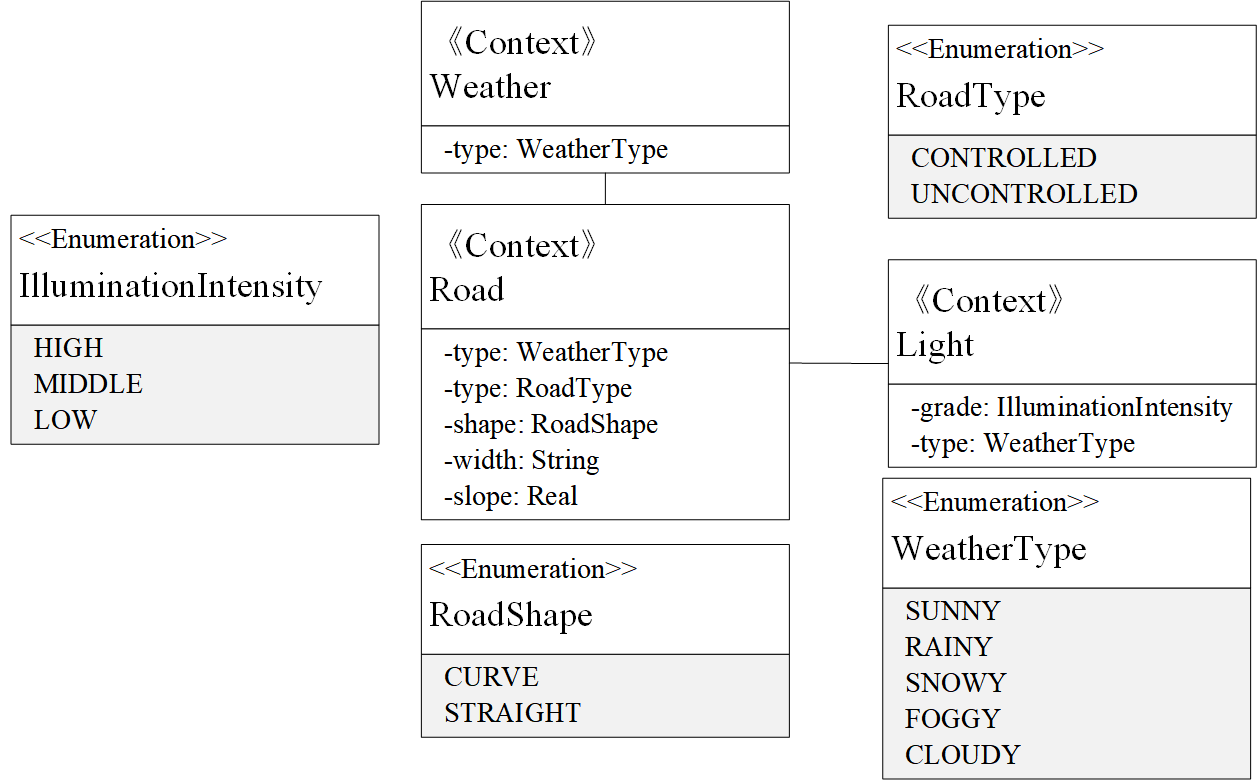 《Context》
Weather
-type: WeatherType
<<Enumeration>>
RoadType
CONTROLLED
UNCONTROLLED
<<Enumeration>>
IlluminationIntensity
HIGH
MIDDLE
LOW
《Context》
Road
-type: WeatherType
-type: RoadType
-shape: RoadShape
-width: String
-slope: Real
《Context》
Light
-grade: IlluminationIntensity
-type: WeatherType
<<Enumeration>>
RoadShape
CURVE
STRAIGHT
<<Enumeration>>
WeatherType
SUNNY
RAINY
SNOWY
FOGGY
CLOUDY